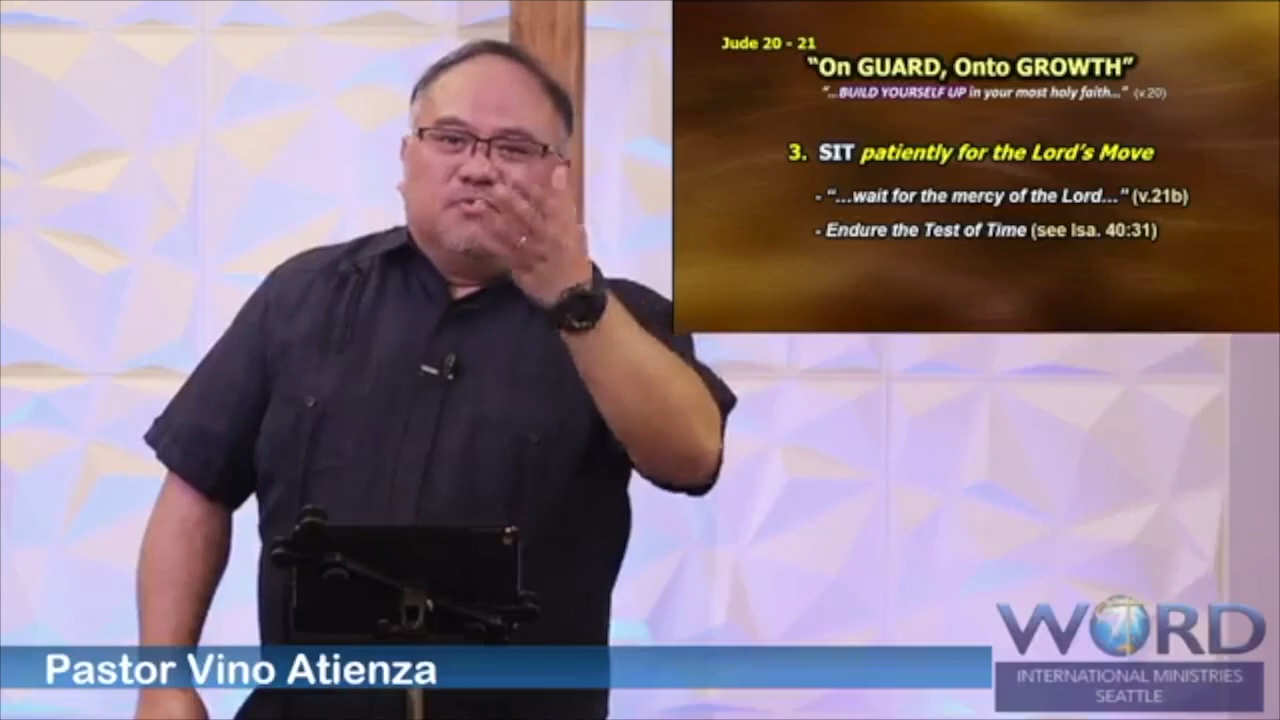 Jude 20 - 21
“On GUARD, Onto GROWTH”
“...BUILD YOURSELF UP in your most holy faith...” (v.20)
3. SIT patiently for the Lord’s Move
- “...wait for the mercy of the Lord...” (v.21b)
- Endure the Test of Time (see Isa. 40:31)
Pastor Vino Atienza
WORD
INTERNATIONAL MINISTRIES
SEATTLE